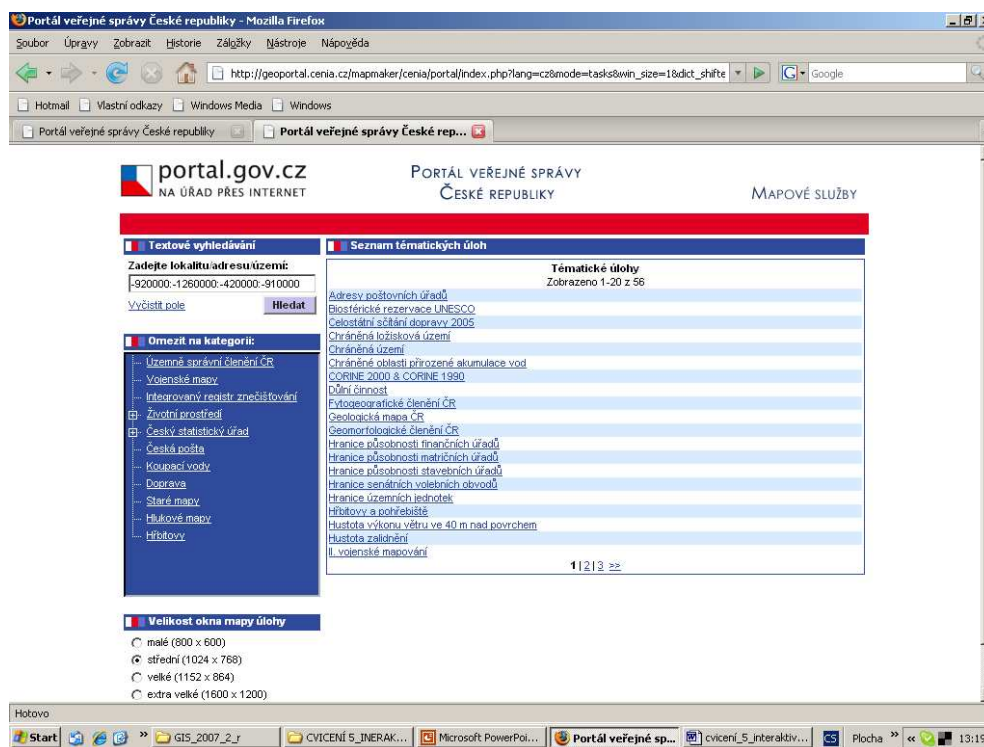 Portál veřejné správy České republiky - Mozilla Firefox
Soubor Úpravy Zobrazit Historie Záložky Nástroje Nápověda
http://geoportal.cenia.cz/mapmaker/cenia/portal/index.php?lang=cz&mode=tasks&win_size=1&dict_shifte
Google
Hotmail Vlastní odkazy Windows Media Windows
Portál veřejné správy České republiky
Portál veřejné správy České rep...
portal.gov.cz
NA ÚŘAD PŘES INTERNET
PORTÁL VEŘEJNÉ SPRÁVY
ČESKÉ REPUBLIKY
MAPOVÉ SLUŽBY
Textové vyhledávání
Zadejte lokalitu/adresu/území:
-920000:-1260000:-420000:-910000
Vyčistit pole
Hledat
Omezit na kategorii:
Územně správní členění ČR
Vojenské mapy
Integrovaný registr znečišťování
Životní prostředí
Český statistický úřad
Česká pošta
Koupací vody
Doprava
Staré mapy
Hlukové mapy
Hřbitovy
Velikost okna mapy úlohy
malé (800 x 600)
střední (1024 x 768)
velké (1152 x 864)
extra velké (1600 x 1200)
Seznam tématických úloh
Tématické úlohy
Zobrazeno 1-20 z 56
Adresy poštovních úřadů
Biosférické rezervace UNESCO
Celostátní sčítání dopravy 2005
Chráněná ložisková území
Chráněná území
Chráněné oblasti přirozené akumulace vod
CORINE 2000 & CORINE 1990
Důlní činnost
Fytogeografické členění ČR
Geologická mapa ČR
Geomorfologické členění ČR
Hranice působnosti finančních úřadů
Hranice působnosti matričních úřadů
Hranice působnosti stavebních úřadů
Hranice senátních volebních obvodů
Hranice územních jednotek
Hřbitovy a pohřebiště
Hustota výkonu větru ve 40 m nad povrchem
Hustota zalidnění
II. vojenské mapování
1|2|3 >>
Hotovo
Start
»
GIS_2007_2_r
CVICENÍ 5_INERAK...
Microsoft PowerPoi...
Portál veřejné sp...
cvicení_5_interaktiv...
CS
Plocha
»
«
13:19